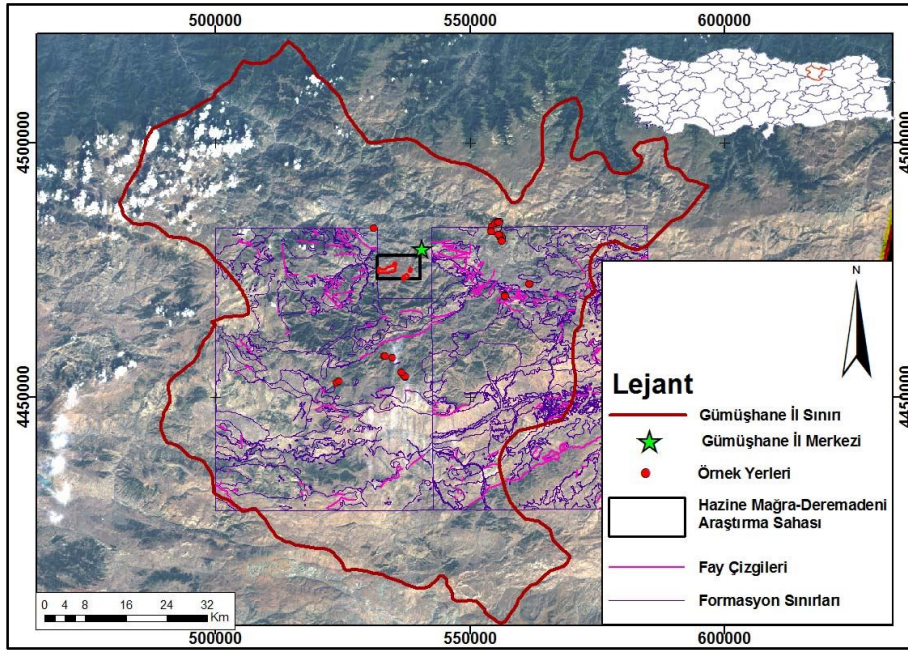 500000 550000 600000
4500000 4500000
4450000 4450000
N
Lejant
Gümüşhane İl Sınırı
Gümüşhane İl Merkezi
Örnek Yerleri
Hazine Mağra-Deremadeni
Araştırma Sahası
Fay Çizgileri
Formasyon Sınırları
0 4 8 16 24 32
Km
500000 550000 600000